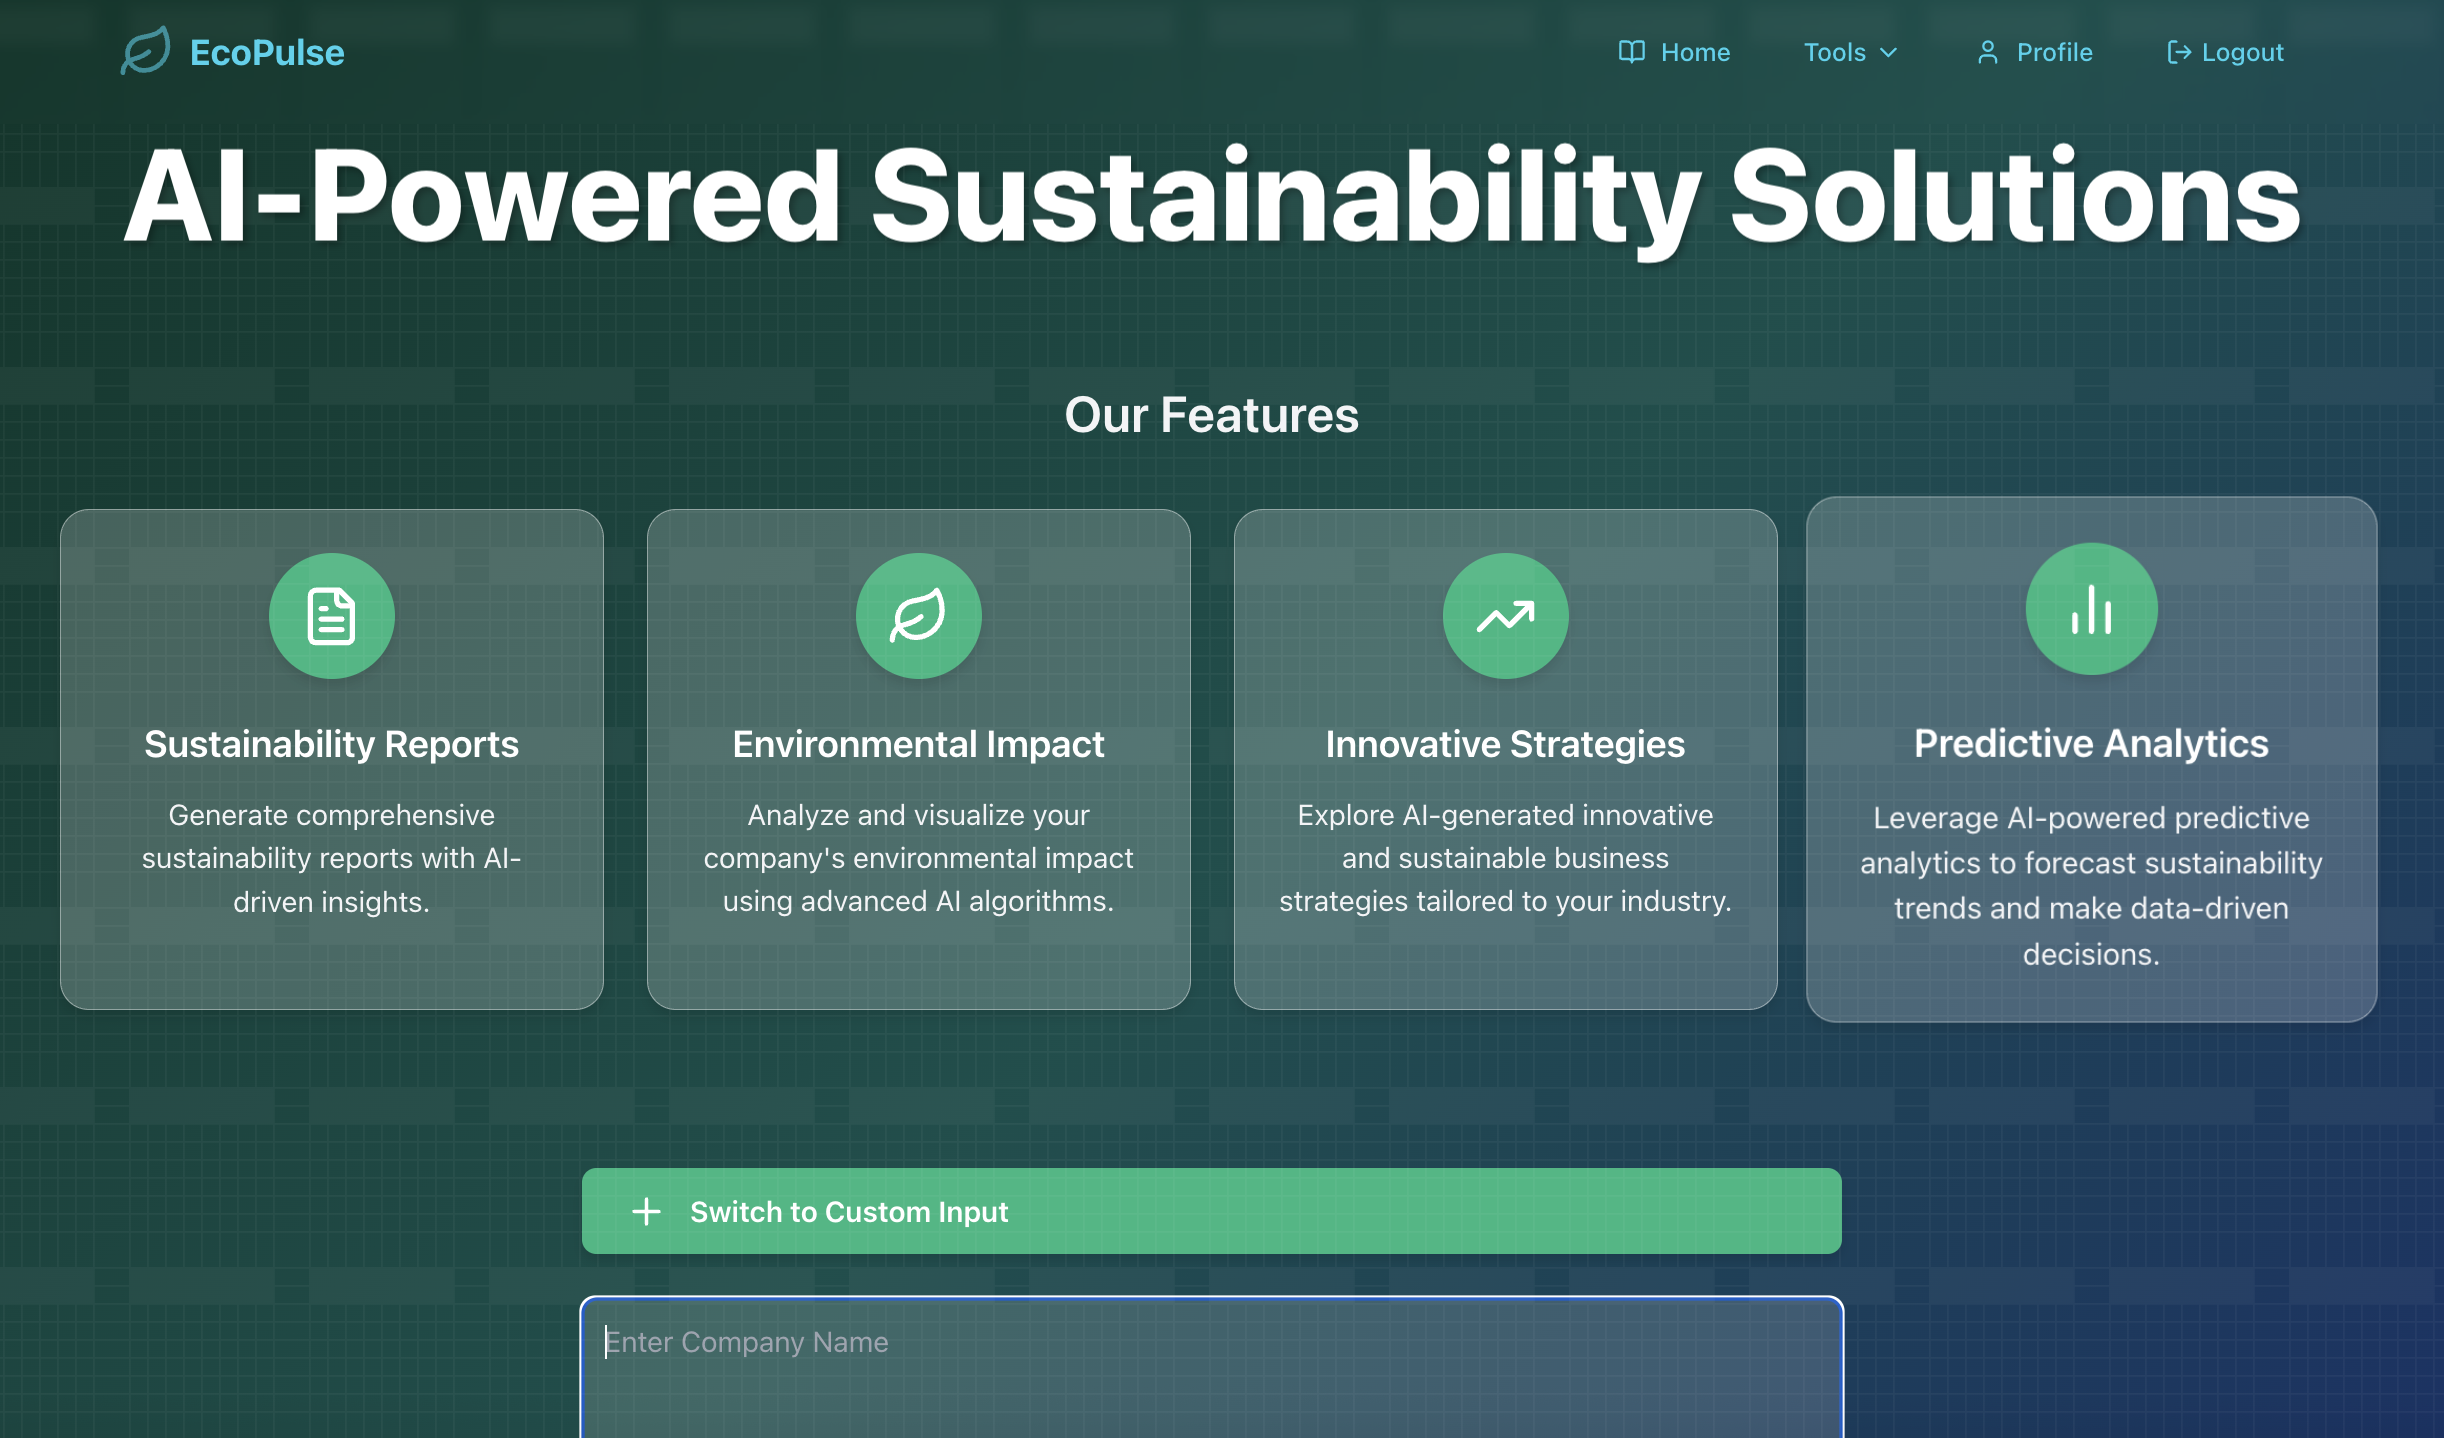 EcoPulse
Home
Tools
Profile
Logout
AI-Powered Sustainability Solutions
Our Features
Sustainability Reports
Generate comprehensive
sustainability reports with AI-
driven insights.
Environmental Impact
Analyze and visualize your
company's environmental impact
using advanced AI algorithms.
Innovative Strategies
Explore AI-generated innovative
and sustainable business
strategies tailored to your industry.
Predictive Analytics
Leverage AI-powered predictive
analytics to forecast sustainability
trends and make data-driven
decisions.
Switch to Custom Input
Enter Company Name